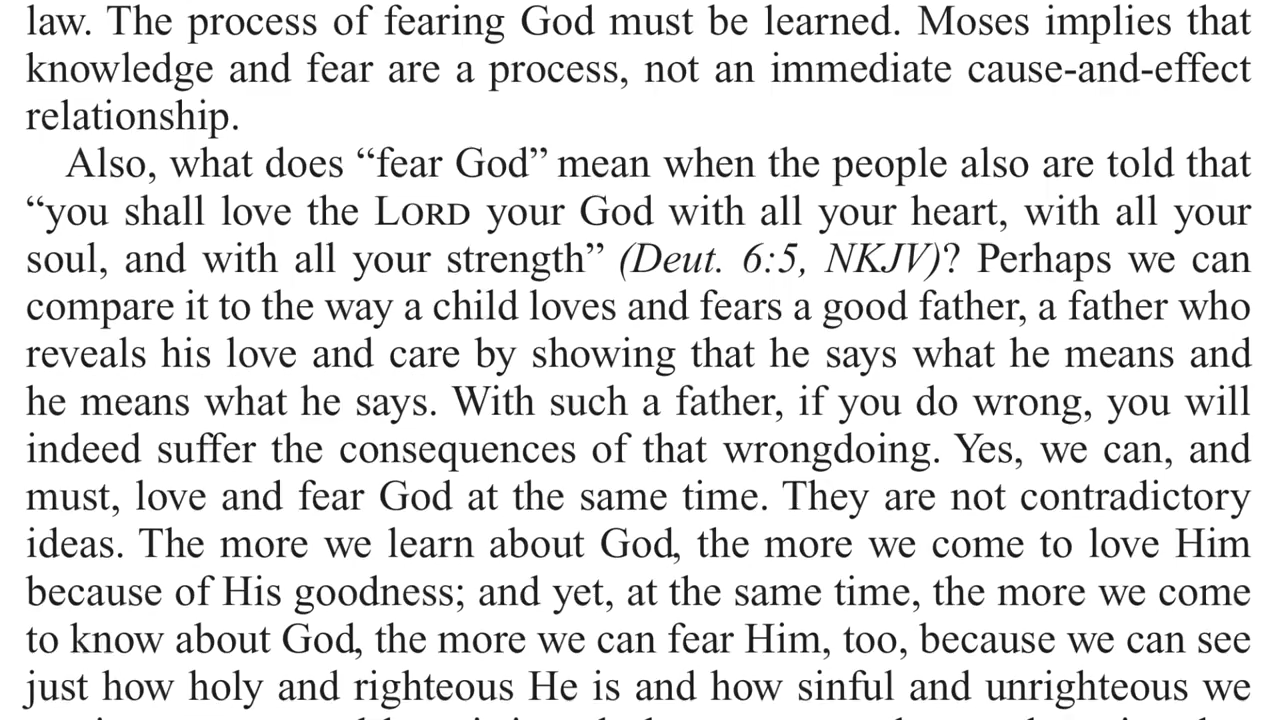 law. The process of fearing God must be learned. Moses implies that
knowledge and fear are a process, not an immediate cause-and-effect
relationship.
Also, what does “fear God” mean when the people also are told that
“you shall love the LORD your God with all your heart, with all your
soul, and with all your strength” (Deut. 6:5, NKJV)? Perhaps we can
compare it to the way a child loves and fears a good father, a father who
reveals his love and care by showing that he says what he means and
he means what he says. With such a father, if you do wrong, you will
indeed suffer the consequences of that wrongdoing. Yes, we can, and
must, love and fear God at the same time. They are not contradictory
ideas. The more we learn about God, the more we come to love Him
because of His goodness; and yet, at the same time, the more we come
to know about God, the more we can fear Him, too, because we can see
just how holy and righteous He is and how sinful and unrighteous we